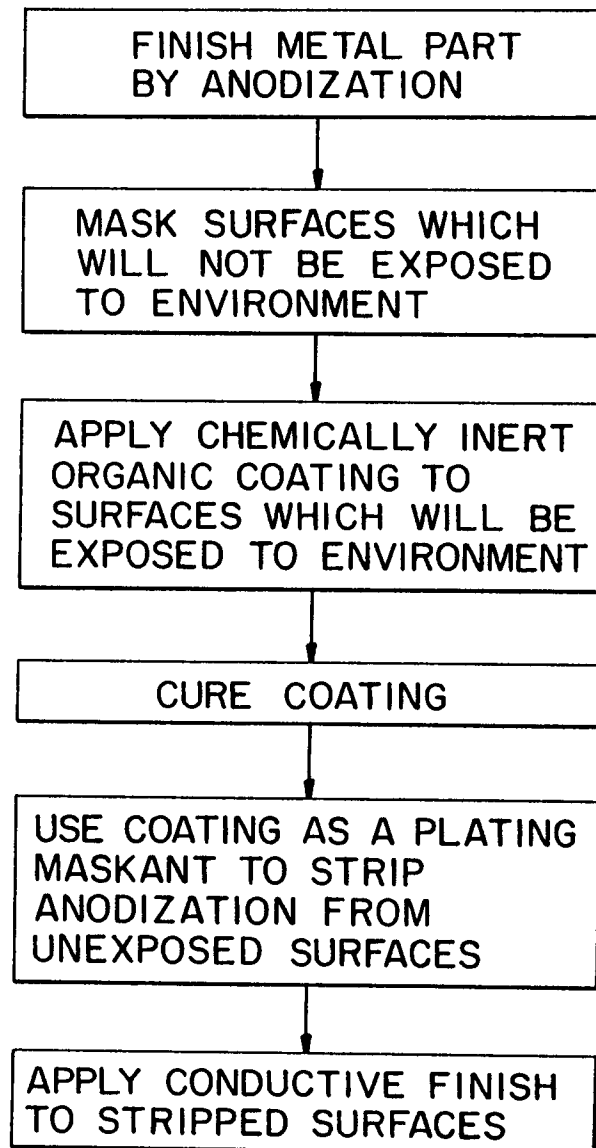 FINISH METAL PART
BY ANODIZATION
MASK SURFACES WHICH
WILL NOT BE EXPOSED
TO ENVIRONMENT
APPLY CHEMICALLY INERT
ORGANIC COATING TO
SURFACES WHICH WILL BE
EXPOSED TO ENVIRONMENT
CURE COATING
USE COATING AS A PLATING
MASKANT TO STRIP
ANODIZATION FROM
UNEXPOSED SURFACES
APPLY CONDUCTIVE FINISH
TO STRIPPED SURFACES